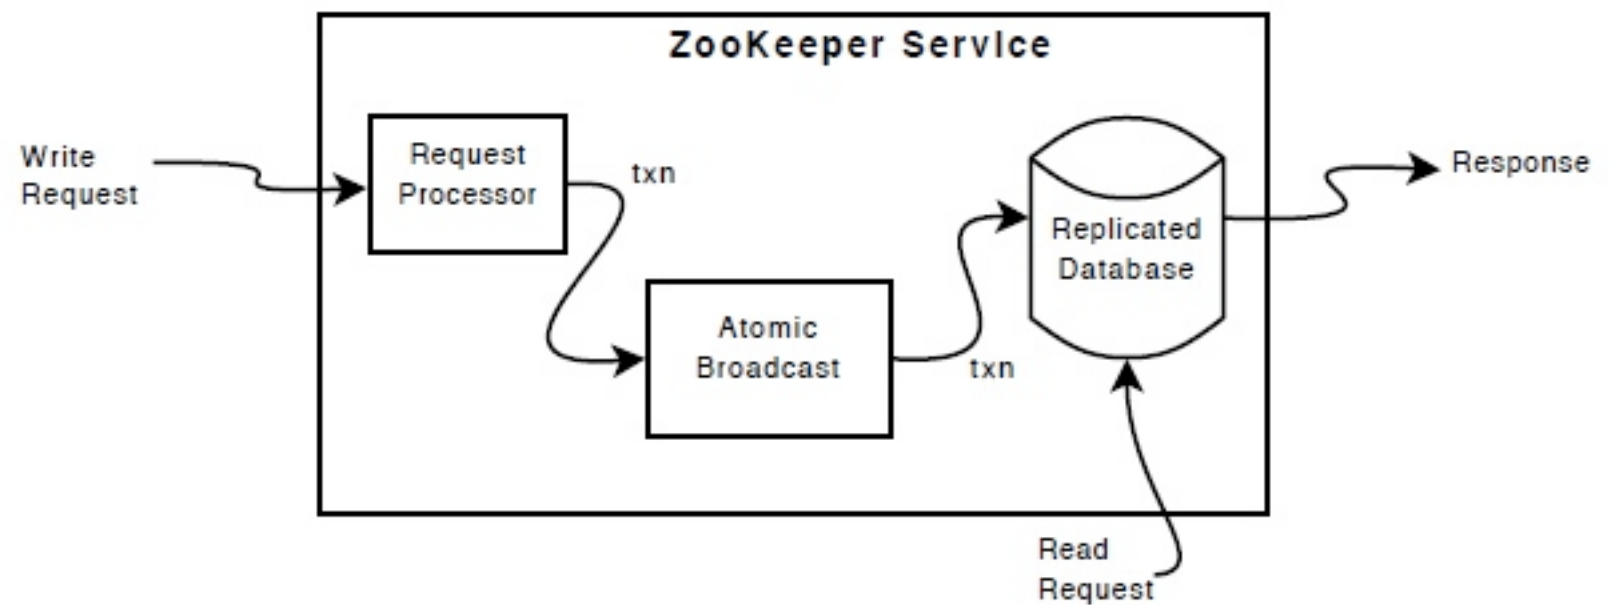 ZooKeeper Service
Write
Request
Request
Processor
txn
Atomic
Broadcast
txn
Replicated
Database
Response
Read
Request